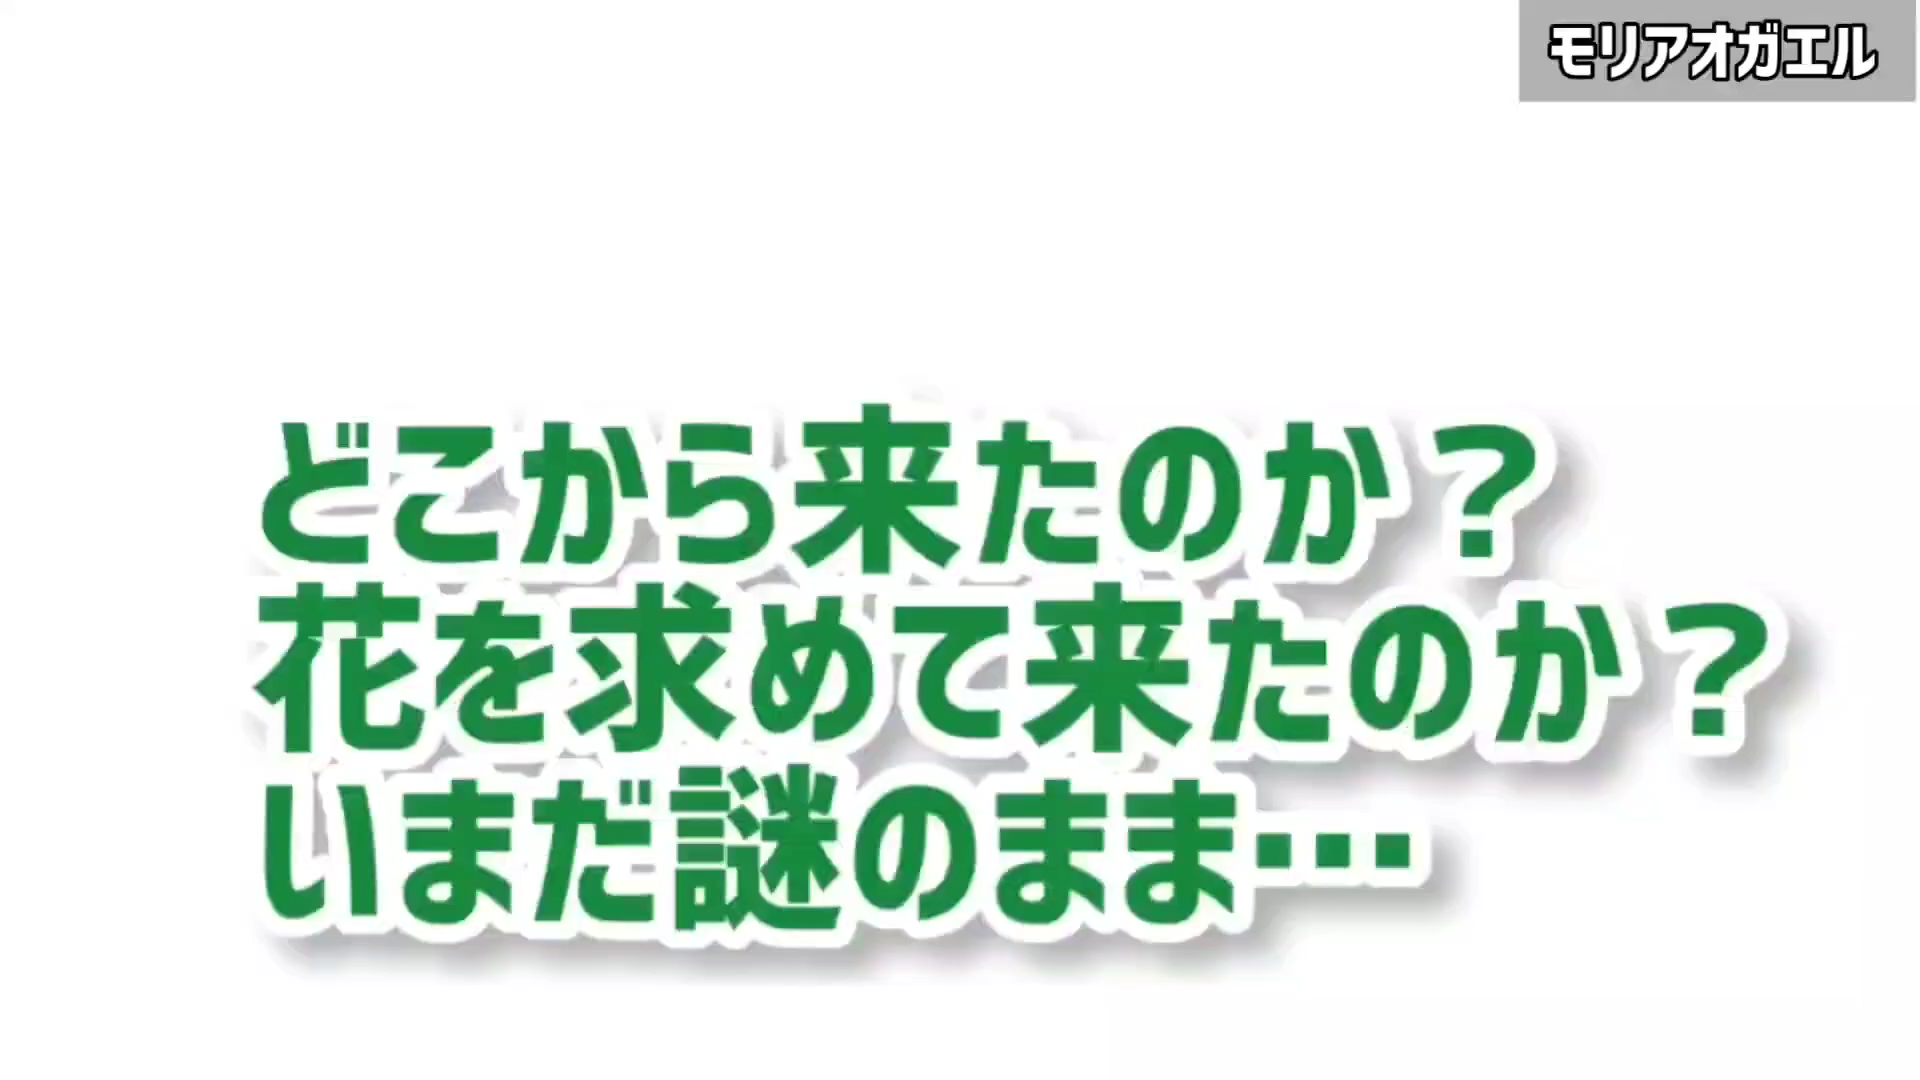 モリアオガエル
どこから来たのか？
花を求めて来たのか？
いまだ謎のまま…